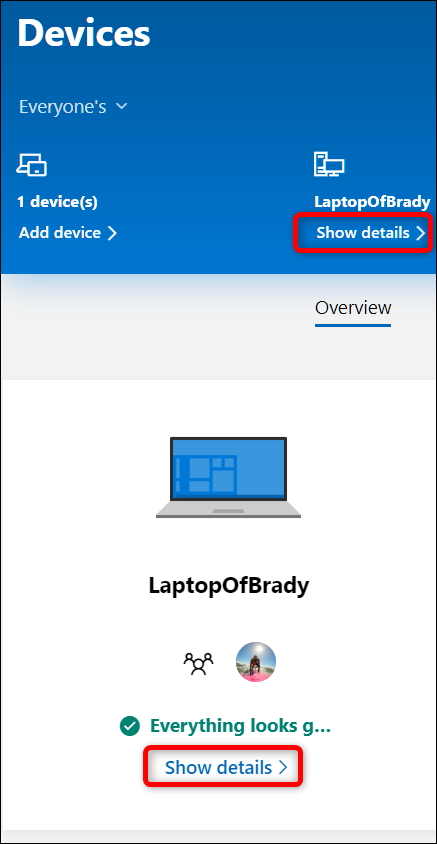 Devices
Everyone's
1 device(s)
LaptopOfBrady
Add device
Show details
Overview
LaptopOfBrady
Everything looks g...
Show details